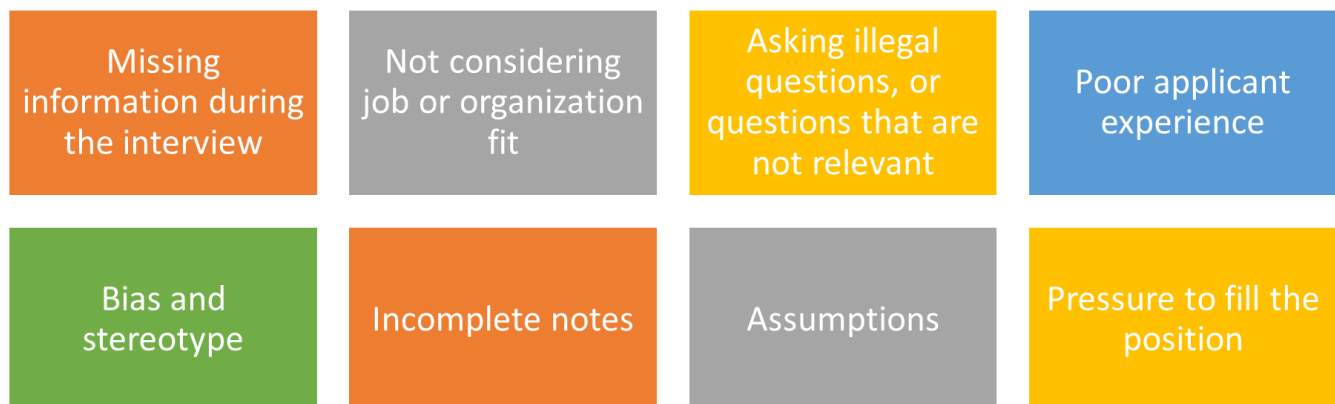 Missing
information during
the interview
Not considering
job or organization
fit
Asking illegal
questions, or
questions that are
not relevant
Poor applicant
experience
Bias and
stereotype
Incomplete notes
Assumptions
Pressure to fill the
position